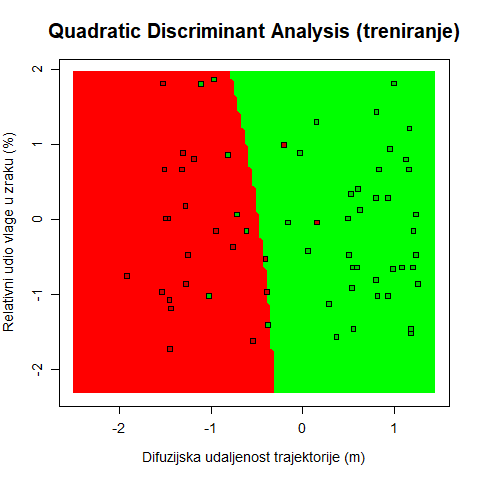 Quadratic Discriminant Analysis (treniranje)
Relativni udio vlage u zraku (%)
2
1
0
-1
-2
-2 -1 0 1
Difuzijska udaljenost trajektorije (m)